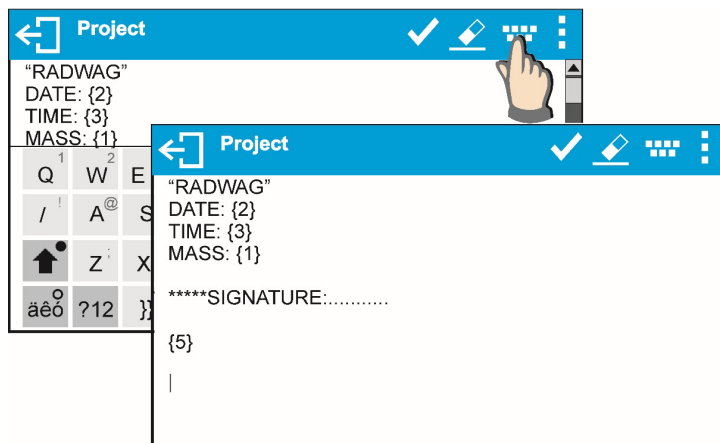 Project
“RADWAG”
DATE: {2}
TIME: {3}
MASS: {1}
Q 1 W 2 E
/ ! A @ S
Z ; X
äêó ?12 }
Project
“RADWAG”
DATE: {2}
TIME: {3}
MASS: {1}
*****SIGNATURE:...........
{5}